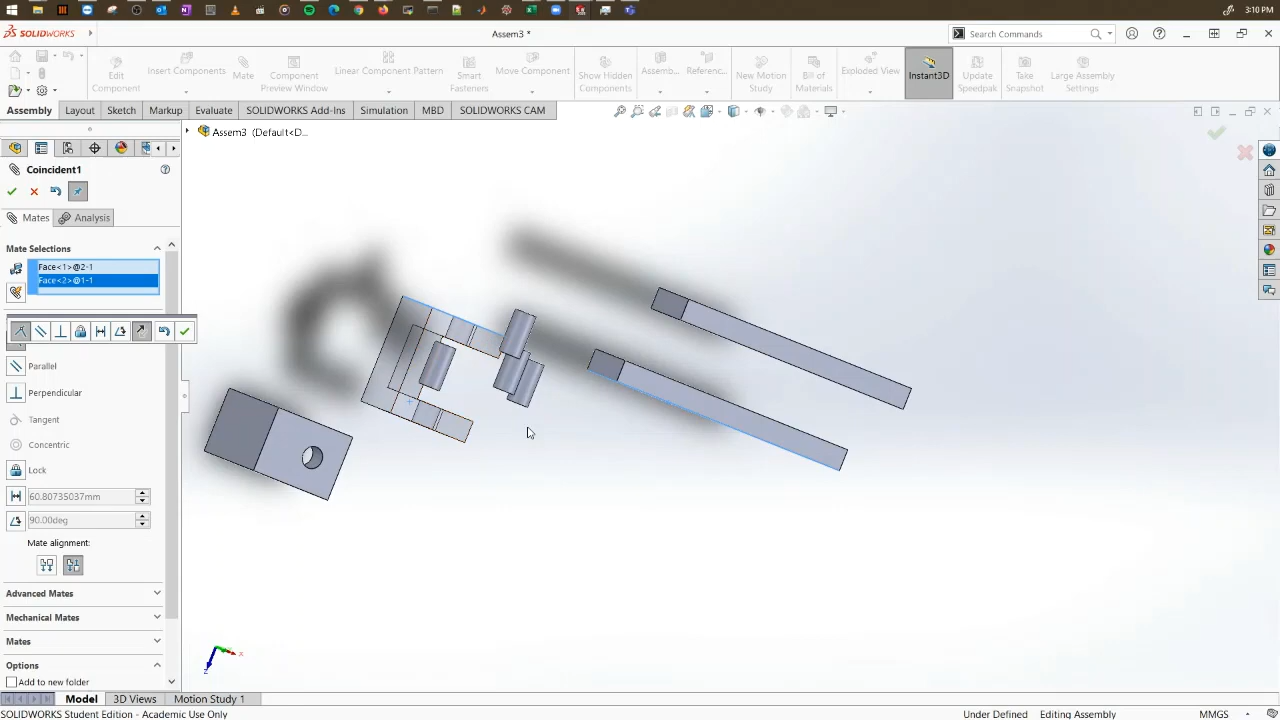 3:10 PM
SOLIDWORKS
Assem3 *
Search Commands
Edit Component
Insert Components
Mate
Component Preview Window
Linear Component Pattern
Smart Fasteners
Move Component
Show Hidden Components
Assemb...
Referenc...
New Motion Study
Bill of Materials
Exploded View
Instant3D
Update Speedpak
Take Snapshot
Large Assembly Settings
Assembly
Layout
Sketch
Markup
Evaluate
SOLIDWORKS Add-Ins
Simulation
MBD
SOLIDWORKS CAM
Assem3 (Default<D...
Coincident1
Mates
Analysis
Mate Selections
Face<1>@2-1
Face<2>@1-1
Parallel
Perpendicular
Tangent
Concentric
Lock
60.80735037mm
90.00deg
Mate alignment:
Advanced Mates
Mechanical Mates
Mates
Options
Add to new folder
Model
3D Views
Motion Study 1
SOLIDWORKS Student Edition - Academic Use Only
Under Defined
Editing Assembly
MMGS